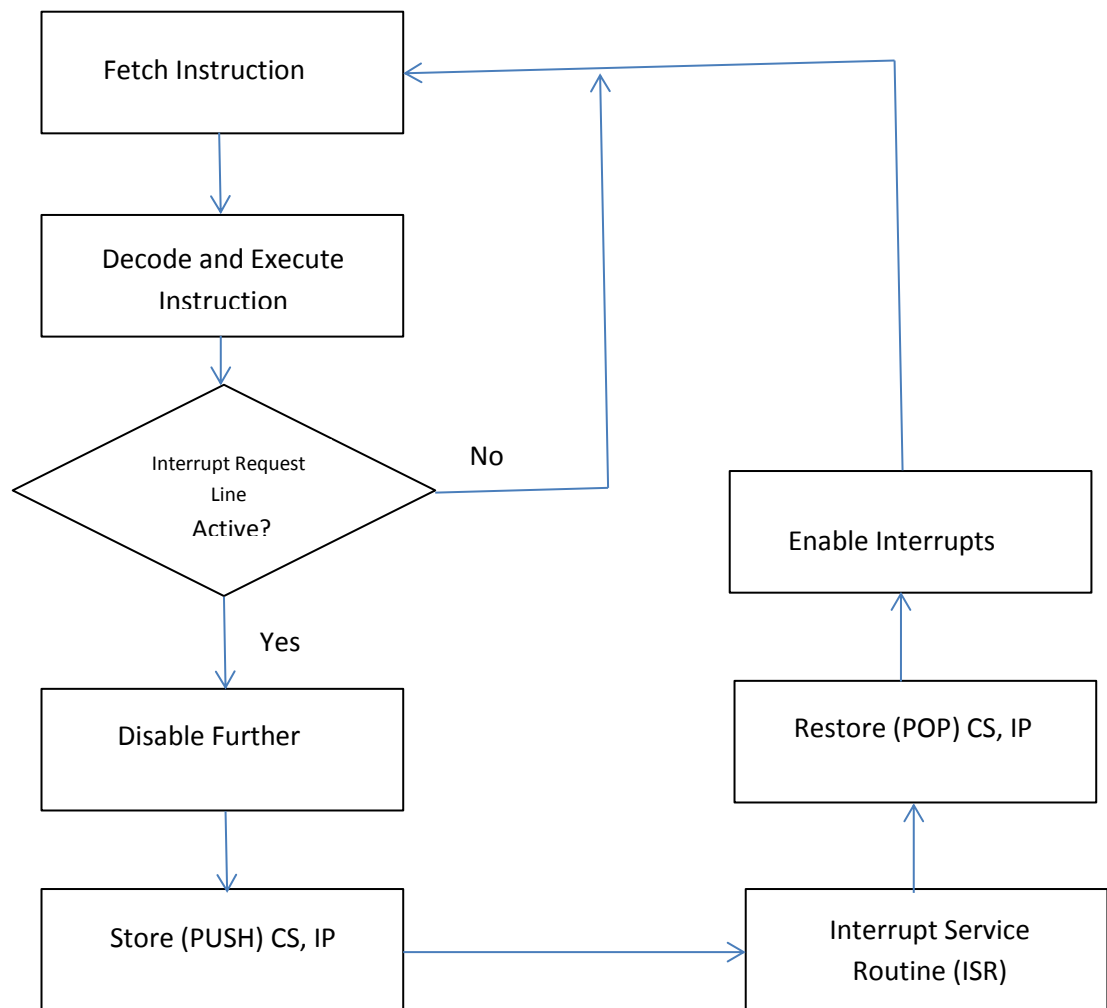 Fetch Instruction
Decode and Execute
Instruction
Interrupt Request
Line
Active?
No
Yes
Disable Further
Store (PUSH) CS, IP
Interrupt Service
Routine (ISR)
Restore (POP) CS, IP
Enable Interrupts